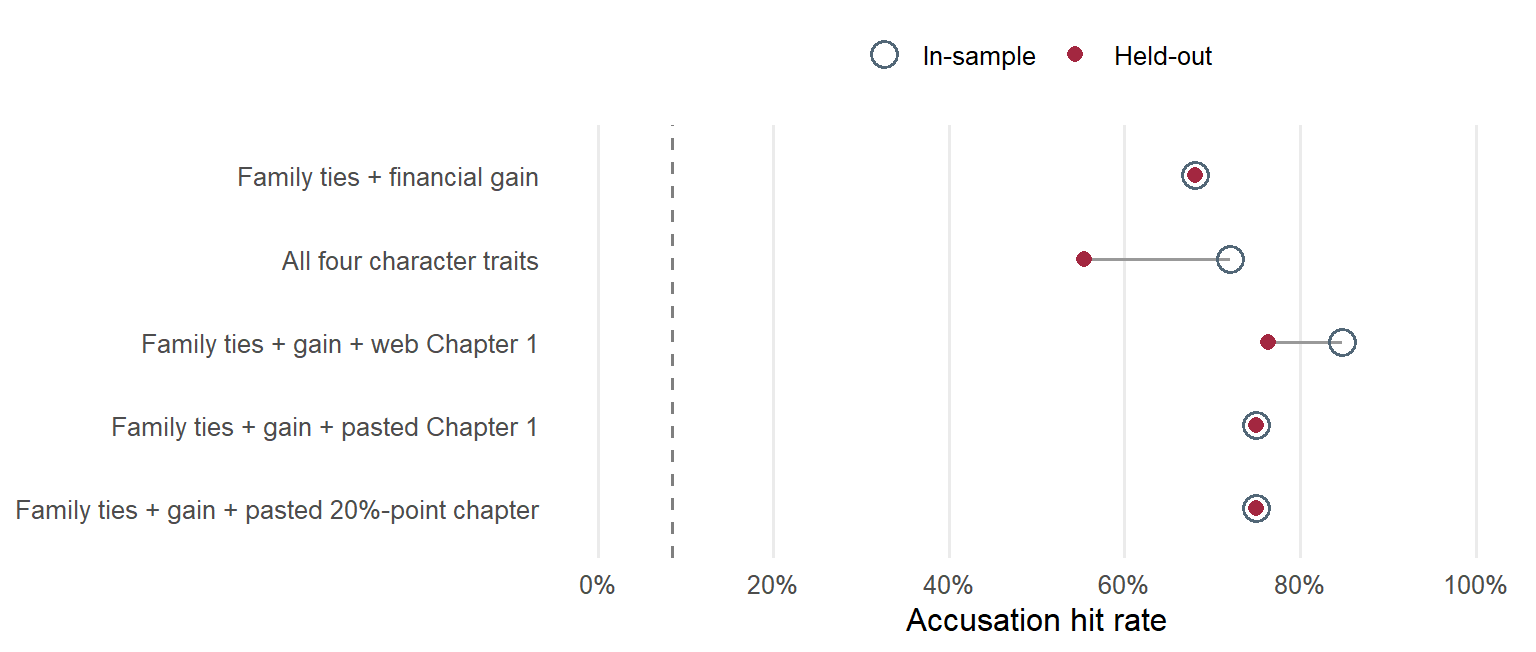 In-sample Held-out
Family ties + financial gain
All four character traits
Family ties + gain + web Chapter 1
Family ties + gain + pasted Chapter 1
Family ties + gain + pasted 20%-point chapter
0% 20% 40% 60% 80% 100%
Accusation hit rate